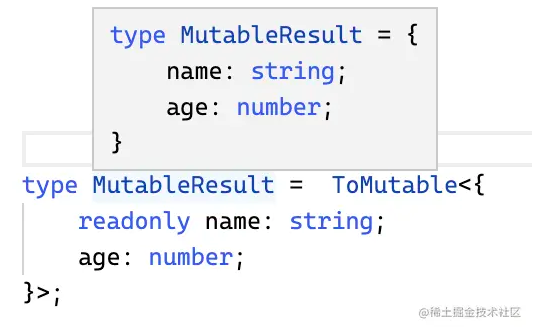 type MutableResult = {
    name: string;
    age: number;
}
type MutableResult =  ToMutable<{
    readonly name: string;
    age: number;
}>;
@稀土掘金技术社区